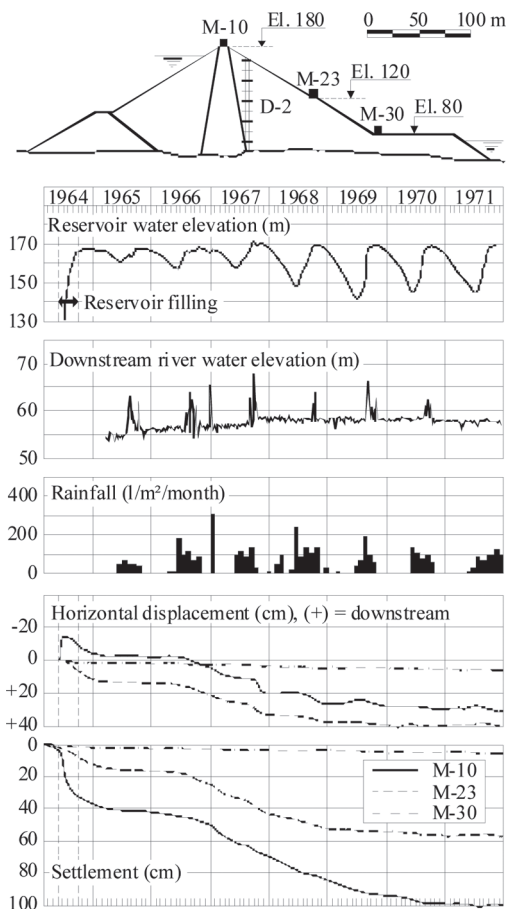 El. 180
0 50 100 m
M-10
M-23
El. 120
D-2
M-30
El. 80
1964 1965 1966 1967 1968 1969 1970 1971
Reservoir water elevation (m)
170
150
Reservoir filling
130
70
Downstream river water elevation (m)
60
50
400
Rainfall (l/m²/month)
200
0
Horizontal displacement (cm), (+) = downstream
-20
0
+20
+40
0
20
M-10
40
M-23
M-30
60
80
Settlement (cm)
100